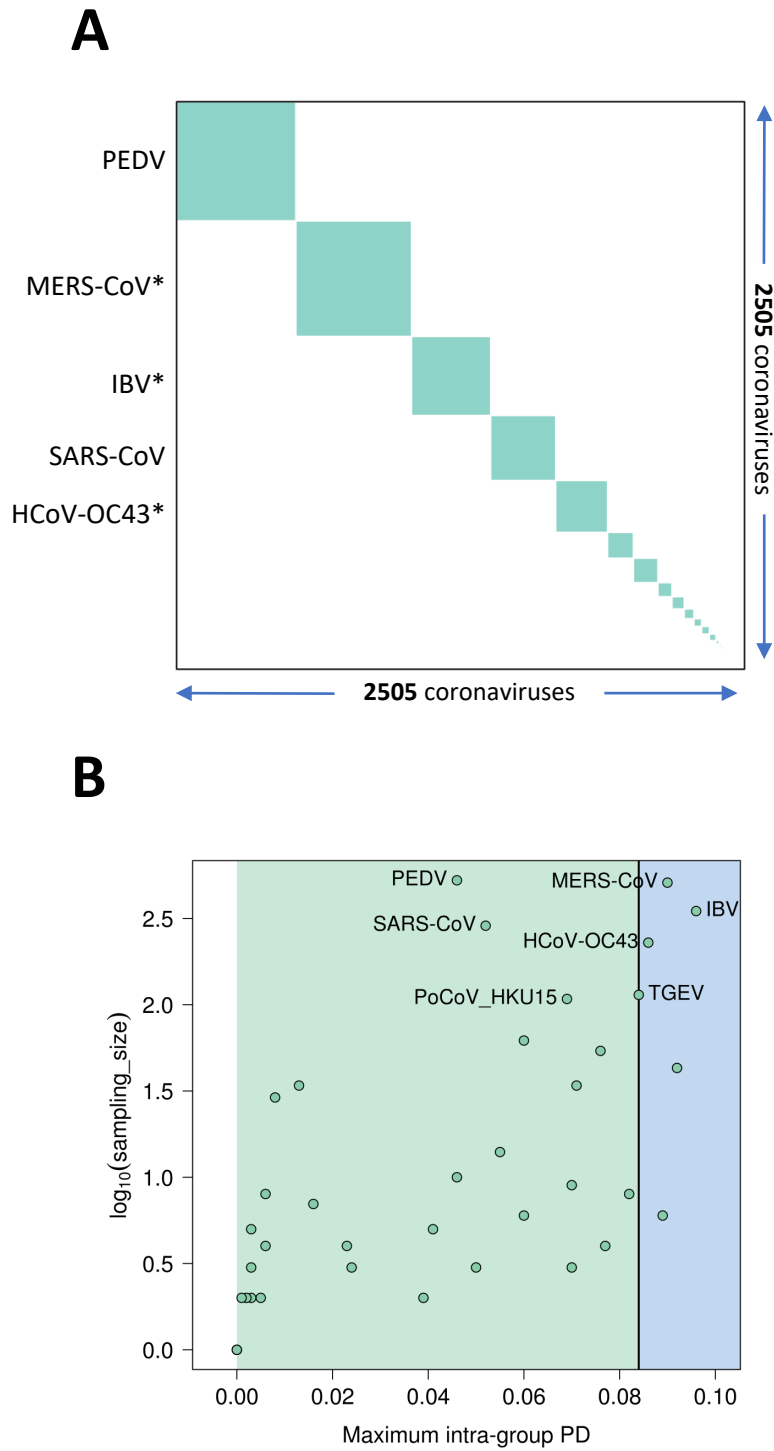 A
PEDV
MERS-CoV*
IBV*
SARS-CoV
HCoV-OC43*
2505 coronaviruses
2505 coronaviruses
B
PEDV
MERS-CoV
IBV
SARS-CoV
HCoV-OC43
PoCoV_HKU15
TGEV
log10(sampling_size)
2.5
2.0
1.5
1.0
0.5
0.0
0.00 0.02 0.04 0.06 0.08 0.10
Maximum intra-group PD